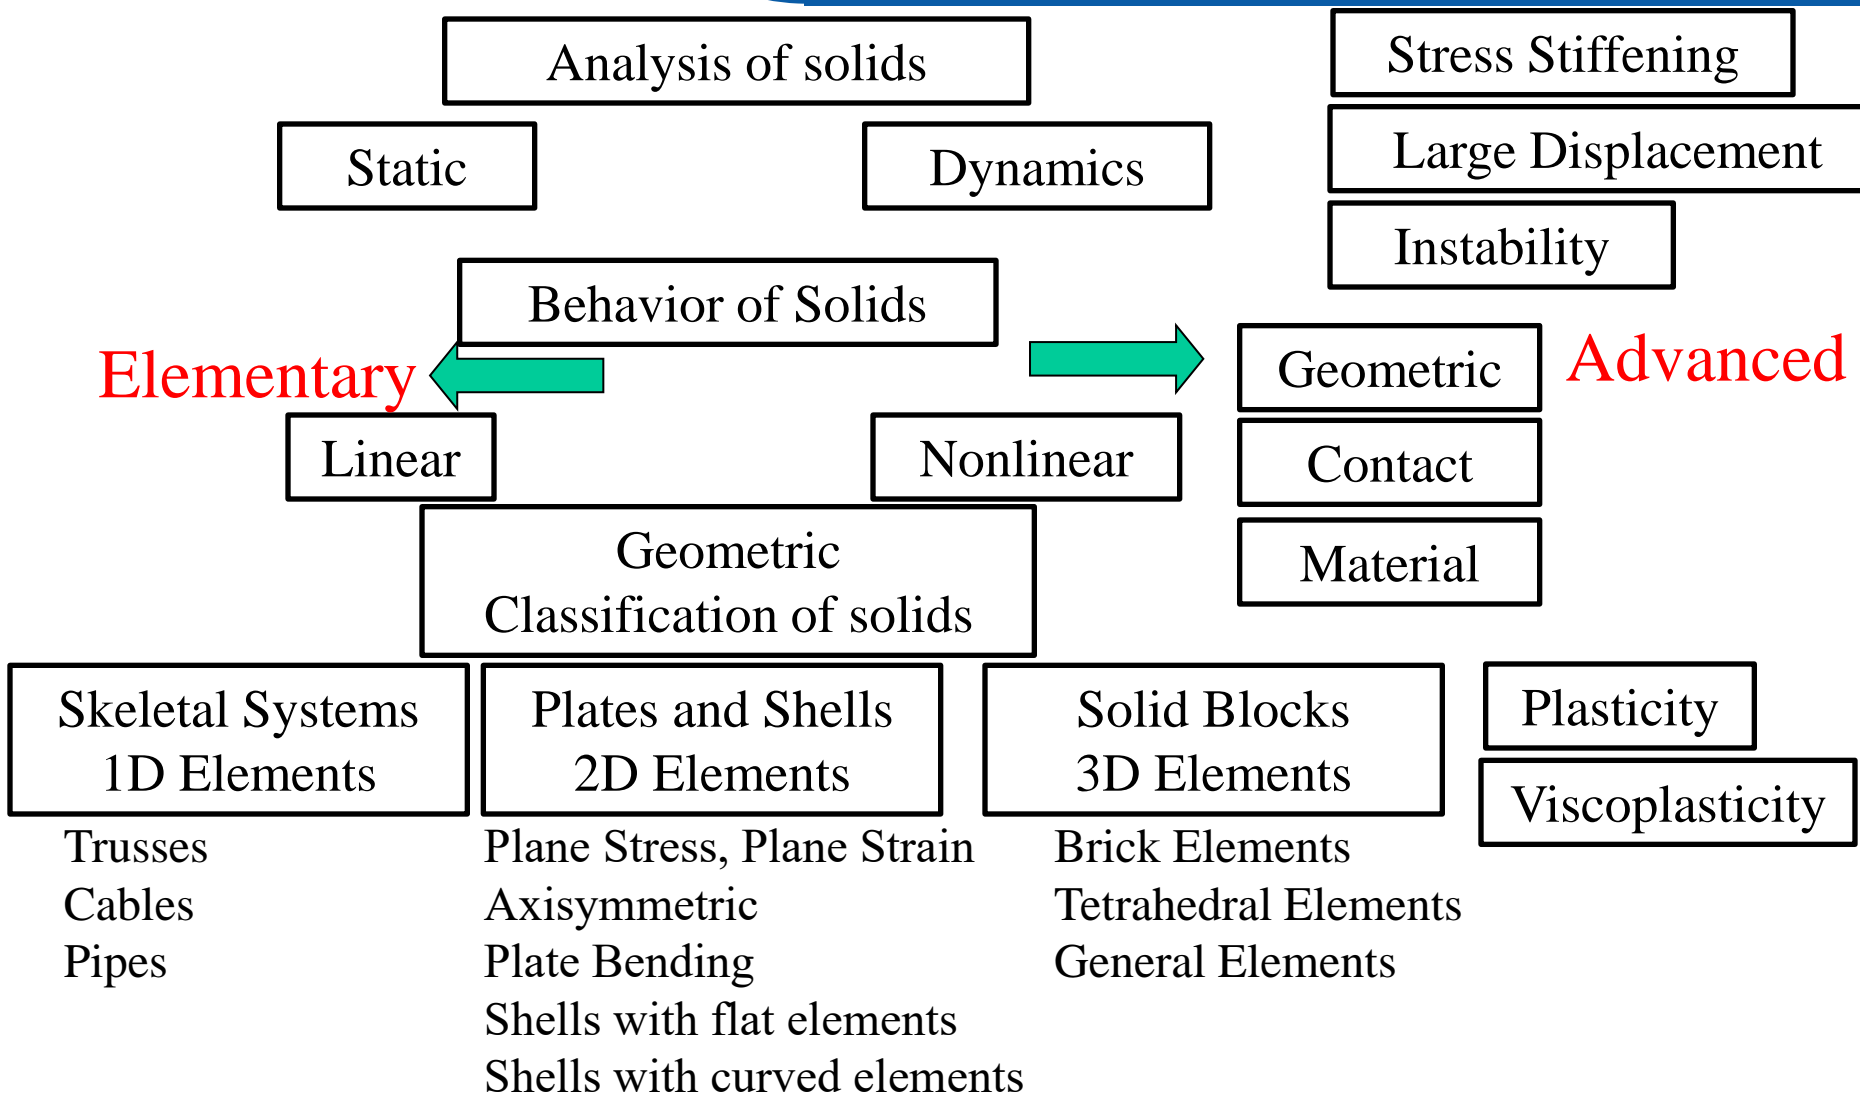 Analysis of solids
Stress Stiffening
Static
Dynamics
Large Displacement
Instability
Behavior of Solids
Elementary
Geometric
Advanced
Linear
Nonlinear
Contact
Geometric
Classification of solids
Material
Skeletal Systems
1D Elements
Plates and Shells
2D Elements
Solid Blocks
3D Elements
Plasticity
Viscoplasticity
Trusses
Cables
Pipes
Plane Stress, Plane Strain
Axisymmetric
Plate Bending
Shells with flat elements
Shells with curved elements
Brick Elements
Tetrahedral Elements
General Elements